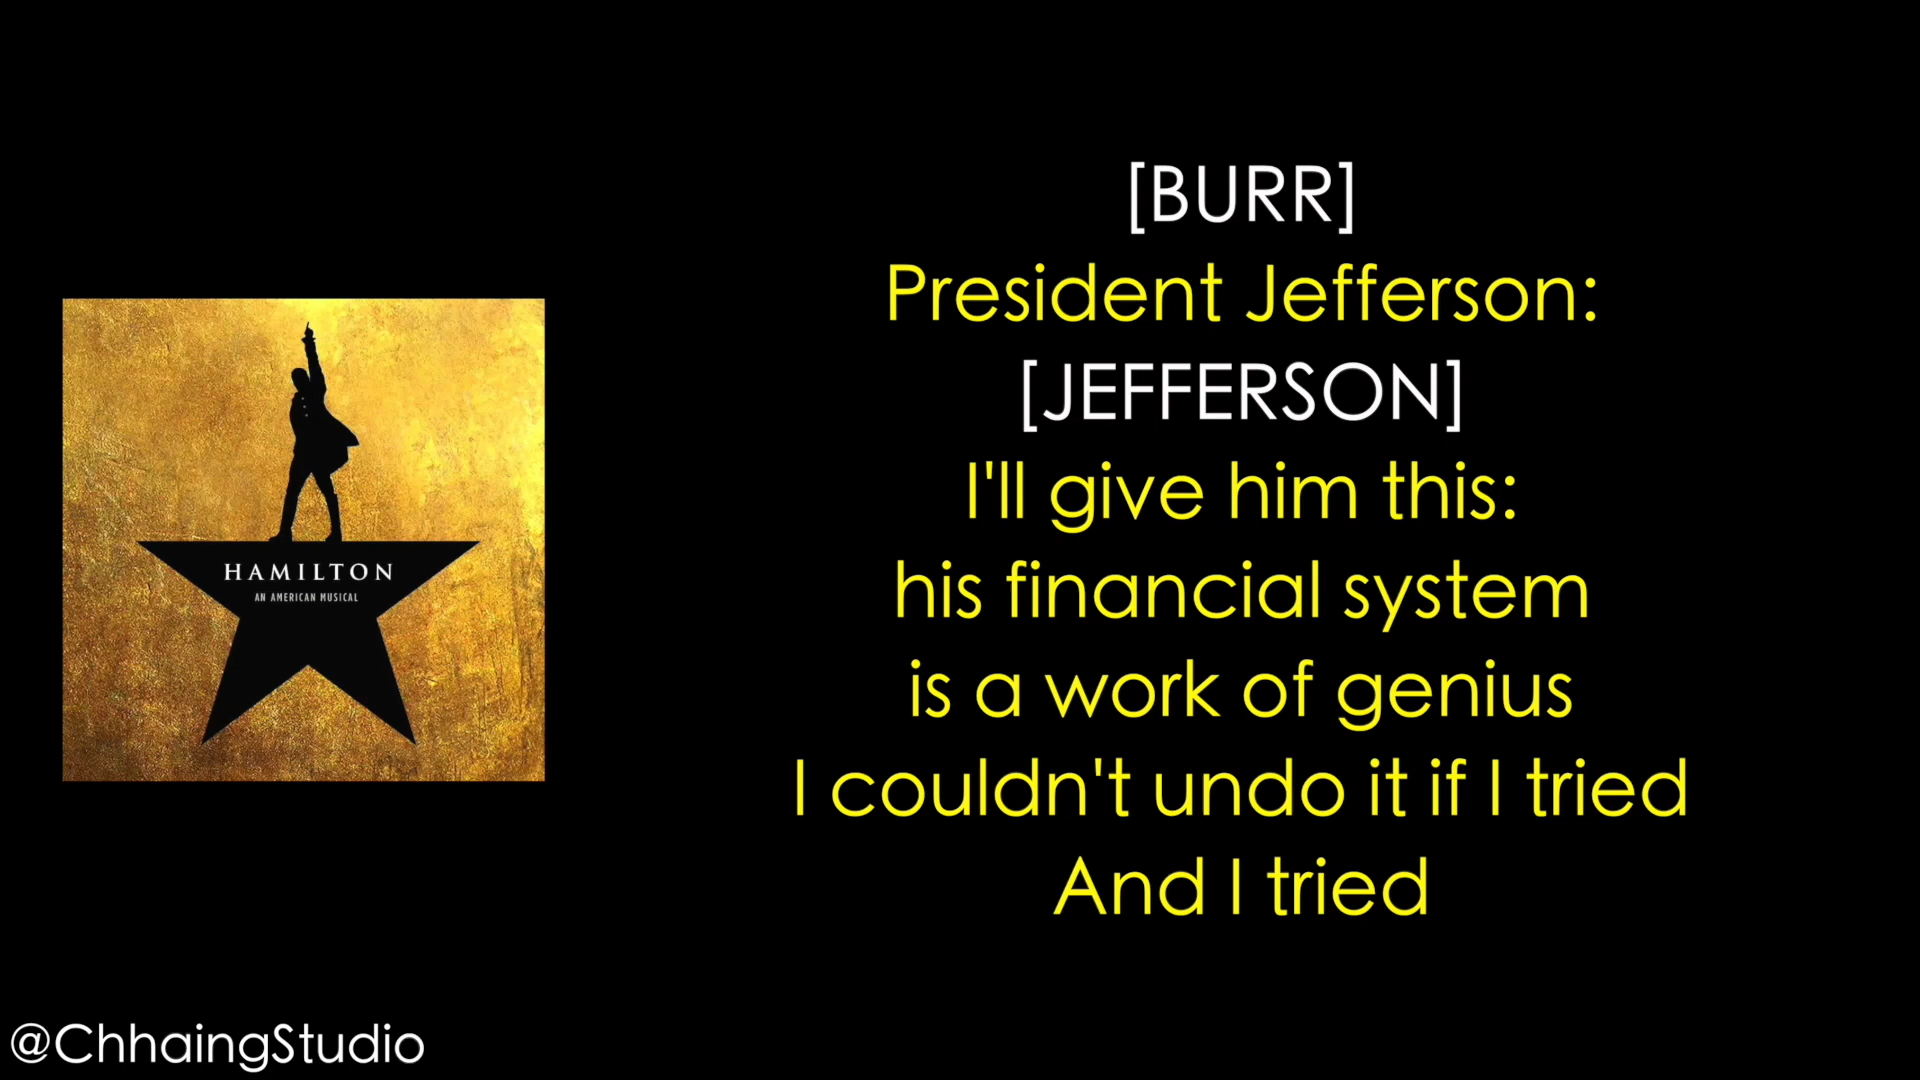 [BURR]
President Jefferson:
[JEFFERSON]
I'll give him this:
his financial system
is a work of genius
I couldn't undo it if I tried
And I tried
HAMILTON
AN AMERICAN MUSICAL
@ChhaingStudio